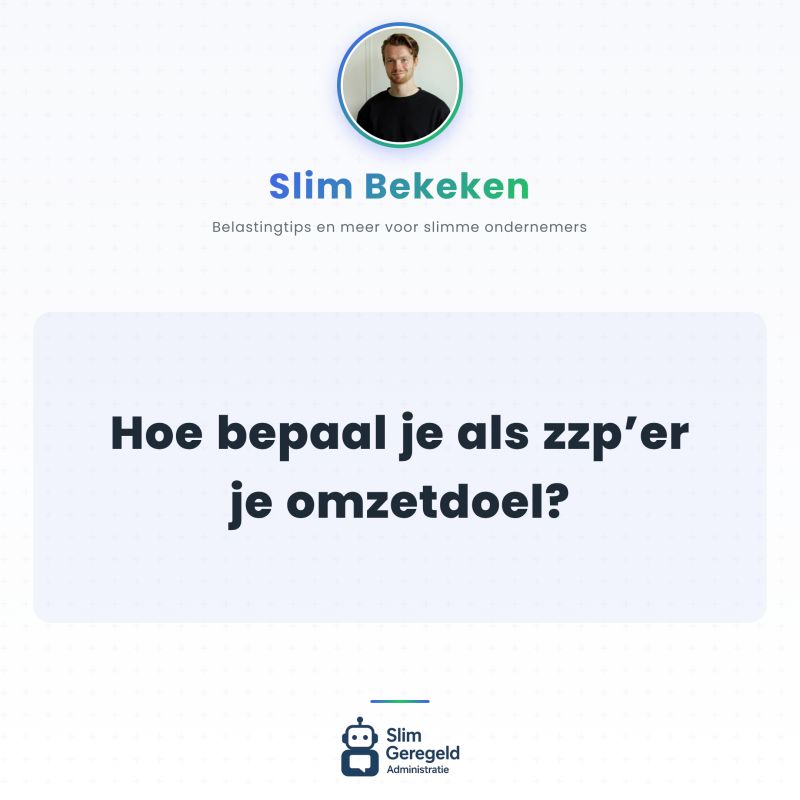 Slim Bekeken
Belastingtips en meer voor slimme ondernemers
Hoe bepaal je als zzp’er
je omzetdoel?
Slim
Geregeld
Administratie